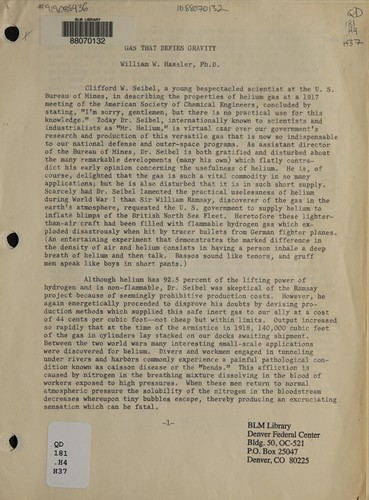 #919085936
1088070132
QD
181
.H4
H37
BLM LIBRARY
88070132
GAS THAT DEFIES GRAVITY
William W. Hassler, Ph.D.
Clifford W. Seibel, a young bespectacled scientist at the U. S.
Bureau of Mines, in describing the properties of helium gas at a 1917
meeting of the American Society of Chemical Engineers, concluded by
stating, "I'm sorry, gentlemen, but there is no practical use for this
knowledge." Today Dr. Seibel, internationally known to scientists and
industrialists as "Mr. Helium," is virtual czar over our government's
research and production of this versatile gas that is now so indispensable
to our national defense and outer-space programs. As assistant director
of the Bureau of Mines, Dr. Seibel is both gratified and disturbed about
the many remarkable developments (many his own) which flatly contra-
dict his early opinion concerning the usefulness of helium. He is, of
course, delighted that the gas is such a vital commodity in so many
applications; but he is also disturbed that it is in such short supply.
Scarcely had Dr. Seibel lamented the practical uselessness of helium
during World War I than Sir William Ramsay, discoverer of the gas in the
earth's atmosphere, requested the U. S. government to supply helium to
inflate blimps of the British North Sea Fleet. Heretofore these lighter-
than-air craft had been filled with flammable hydrogen gas which ex-
ploded disastrously when hit by tracer bullets from German fighter planes.
(An entertaining experiment that demonstrates the marked difference in
the density of air and helium consists in having a person inhale a deep
breath of helium and then talk. Bassos sound like tenors, and gruff
men speak like boys in short pants.)
Although helium has 92.5 percent of the lifting power of
hydrogen and is non-flammable, Dr. Seibel was skeptical of the Ramsay
project because of seemingly prohibitive production costs. However, he
again energetically proceeded to disprove his doubts by devising pro-
duction methods which supplied this safe inert gas to our ally at a cost
of 44 cents per cubic foot--not cheap but within limits. Output increased
so rapidly that at the time of the armistice in 1918, 140,000 cubic feet
of the gas in cylinders lay stacked on our docks awaiting shipment.
Between the two world wars many interesting small-scale applications
were discovered for helium. Divers and workmen engaged in tunneling
under rivers and harbors commonly experience a painful pathological con-
dition known as caisson disease or the "bends." This affliction is
caused by nitrogen in the breathing mixture dissolving in the blood of
workers exposed to high pressures. When these men return to normal
atmospheric pressure the solubility of the nitrogen in the bloodstream
decreases whereupon tiny bubbles escape, thereby producing an excruciating
sensation which can be fatal.
-1-
QD
181
.H4
H37
BLM Library
Denver Federal Center
Bldg. 50, OC-521
P.O. Box 25047
Denver, CO 80225